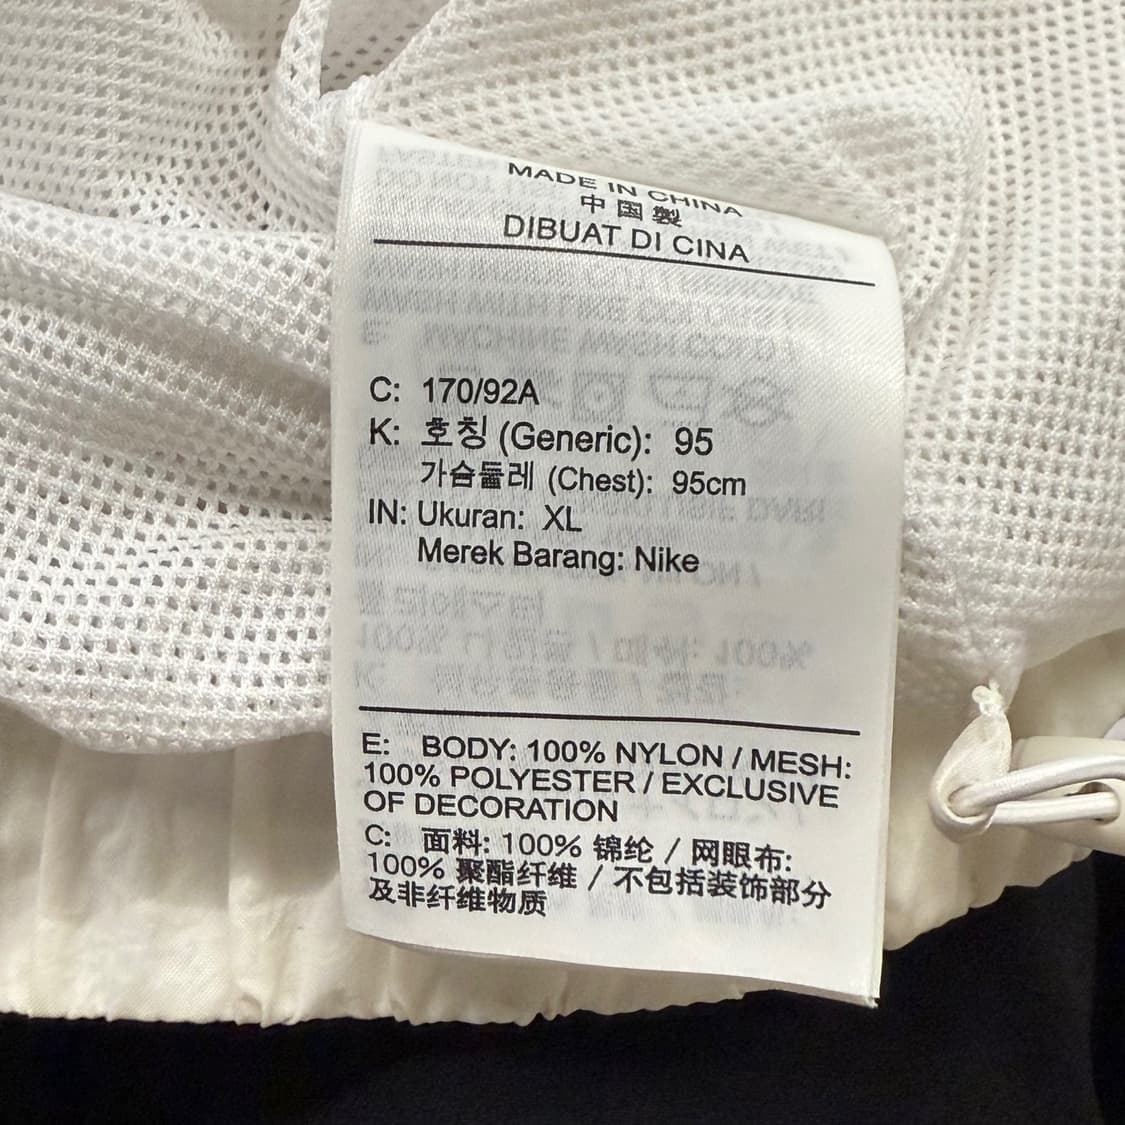 MADE IN CHINA
中国製
DIBUAT DI CINA
C: 170/92A
K: 호칭 (Generic): 95
가슴둘레 (Chest): 95cm
IN: Ukuran: XL
Merek Barang: Nike
E: BODY: 100% NYLON / MESH:
100% POLYESTER / EXCLUSIVE
OF DECORATION
C: 面料: 100% 锦纶 / 网眼布:
100% 聚酯纤维 / 不包括装饰部分
及非纤维物质